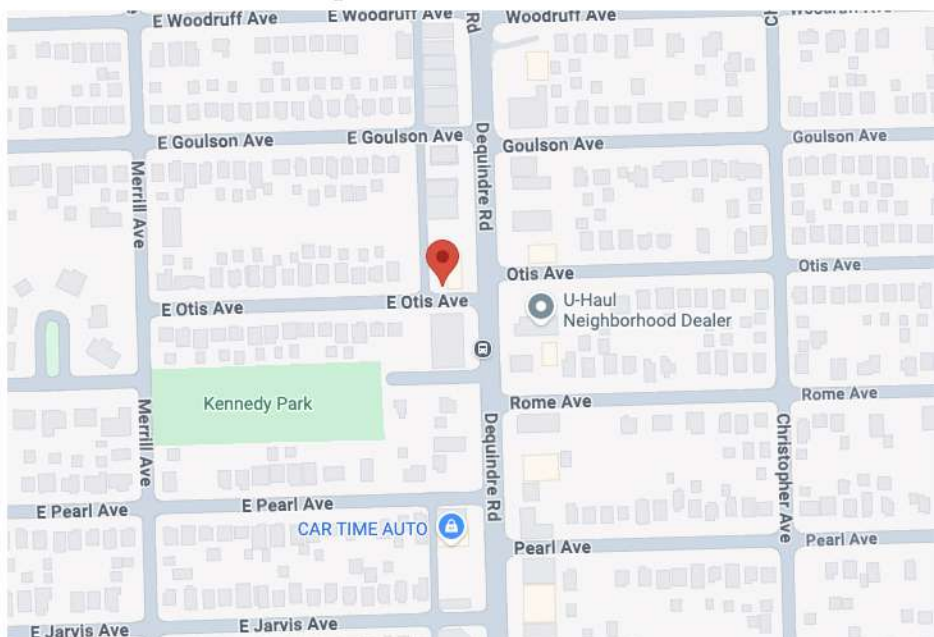 E Woodruff Ave
E Woodruff Ave
Rd
Woodruff Ave
E Goulson Ave
E Goulson Ave
Dequindre Rd
Goulson Ave
Goulson Ave
Merrill Ave
Otis Ave
Otis Ave
E Otis Ave
E Otis Ave
U-Haul
Neighborhood Dealer
Kennedy Park
Merrill Ave
Dequindre Rd
Rome Ave
Rome Ave
Christopher Ave
E Pearl Ave
E Pearl Ave
CAR TIME AUTO
Pearl Ave
Pearl Ave
E Jarvis Ave
E Jarvis Ave